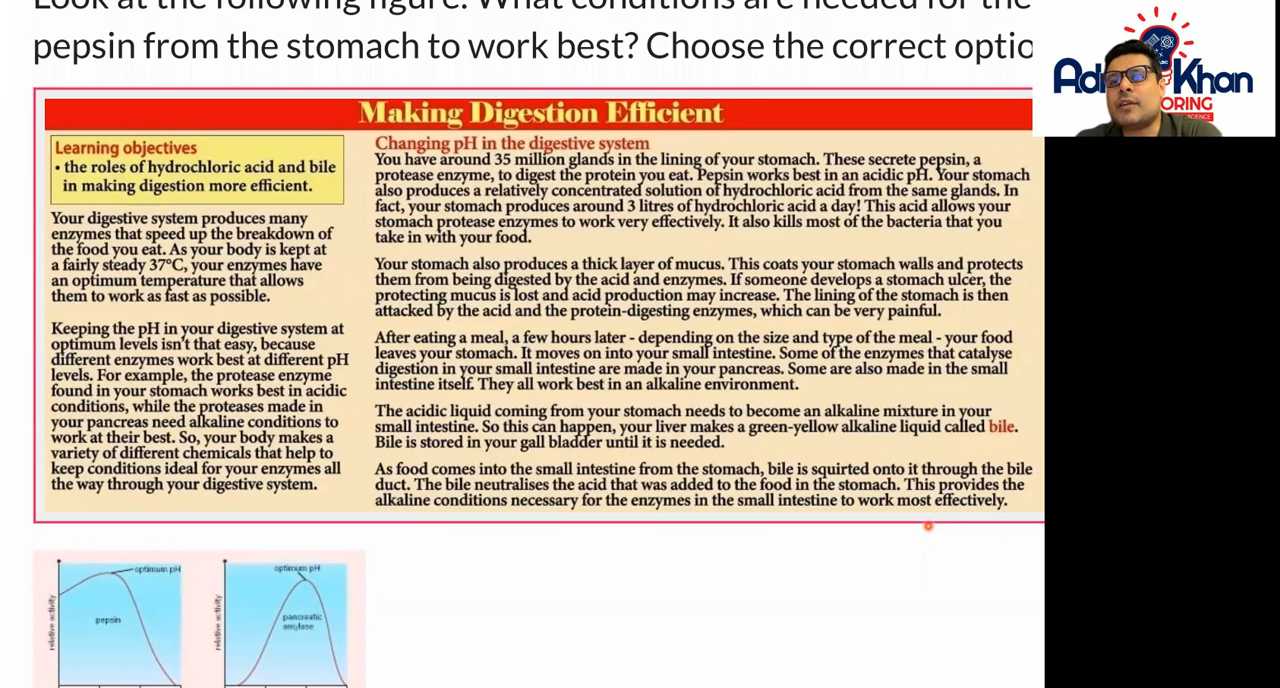 Look at the following figure. What conditions are needed for the
pepsin from the stomach to work best? Choose the correct optio
Ad Khan
ORING
SCIENCE
Making Digestion Efficient
Learning objectives
• the roles of hydrochloric acid and bile
in making digestion more efficient.
Your digestive system produces many
enzymes that speed up the breakdown of
the food you eat. As your body is kept at
a fairly steady 37°C, your enzymes have
an optimum temperature that allows
them to work as fast as possible.
Keeping the pH in your digestive system at
optimum levels isn't that easy, because
different enzymes work best at different pH
levels. For example, the protease enzyme
found in your stomach works best in acidic
conditions, while the proteases made in
your pancreas need alkaline conditions to
work at their best. So, your body makes a
variety of different chemicals that help to
keep conditions ideal for your enzymes all
the way through your digestive system.
Changing pH in the digestive system
You have around 35 million glands in the lining of your stomach. These secrete pepsin, a
protease enzyme, to digest the protein you eat. Pepsin works best in an acidic pH. Your stomach
also produces a relatively concentrated solution of hydrochloric acid from the same glands. In
fact, your stomach produces around 3 litres of hydrochloric acid a day! This acid allows your
stomach protease enzymes to work very effectively. It also kills most of the bacteria that you
take in with your food.
Your stomach also produces a thick layer of mucus. This coats your stomach walls and protects
them from being digested by the acid and enzymes. If someone develops a stomach ulcer, the
protecting mucus is lost and acid production may increase. The lining of the stomach is then
attacked by the acid and the protein-digesting enzymes, which can be very painful.
After eating a meal, a few hours later - depending on the size and type of the meal - your food
leaves your stomach. It moves on into your small intestine. Some of the enzymes that catalyse
digestion in your small intestine are made in your pancreas. Some are also made in the small
intestine itself. They all work best in an alkaline environment.
The acidic liquid coming from your stomach needs to become an alkaline mixture in your
small intestine. So this can happen, your liver makes a green-yellow alkaline liquid called bile.
Bile is stored in your gall bladder until it is needed.
As food comes into the small intestine from the stomach, bile is squirted onto it through the bile
duct. The bile neutralises the acid that was added to the food in the stomach. This provides the
alkaline conditions necessary for the enzymes in the small intestine to work most effectively.
optimum pH
relative activity
pepsin
optimum pH
relative activity
pancreatic
amylase